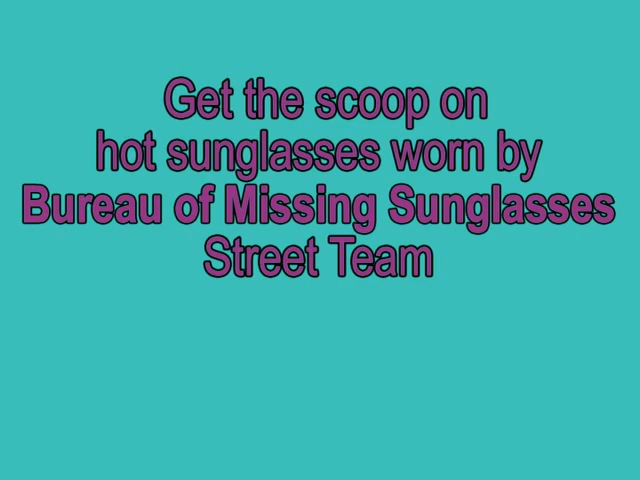 Get the scoop on
hot sunglasses worn by
Bureau of Missing Sunglasses
Street Team